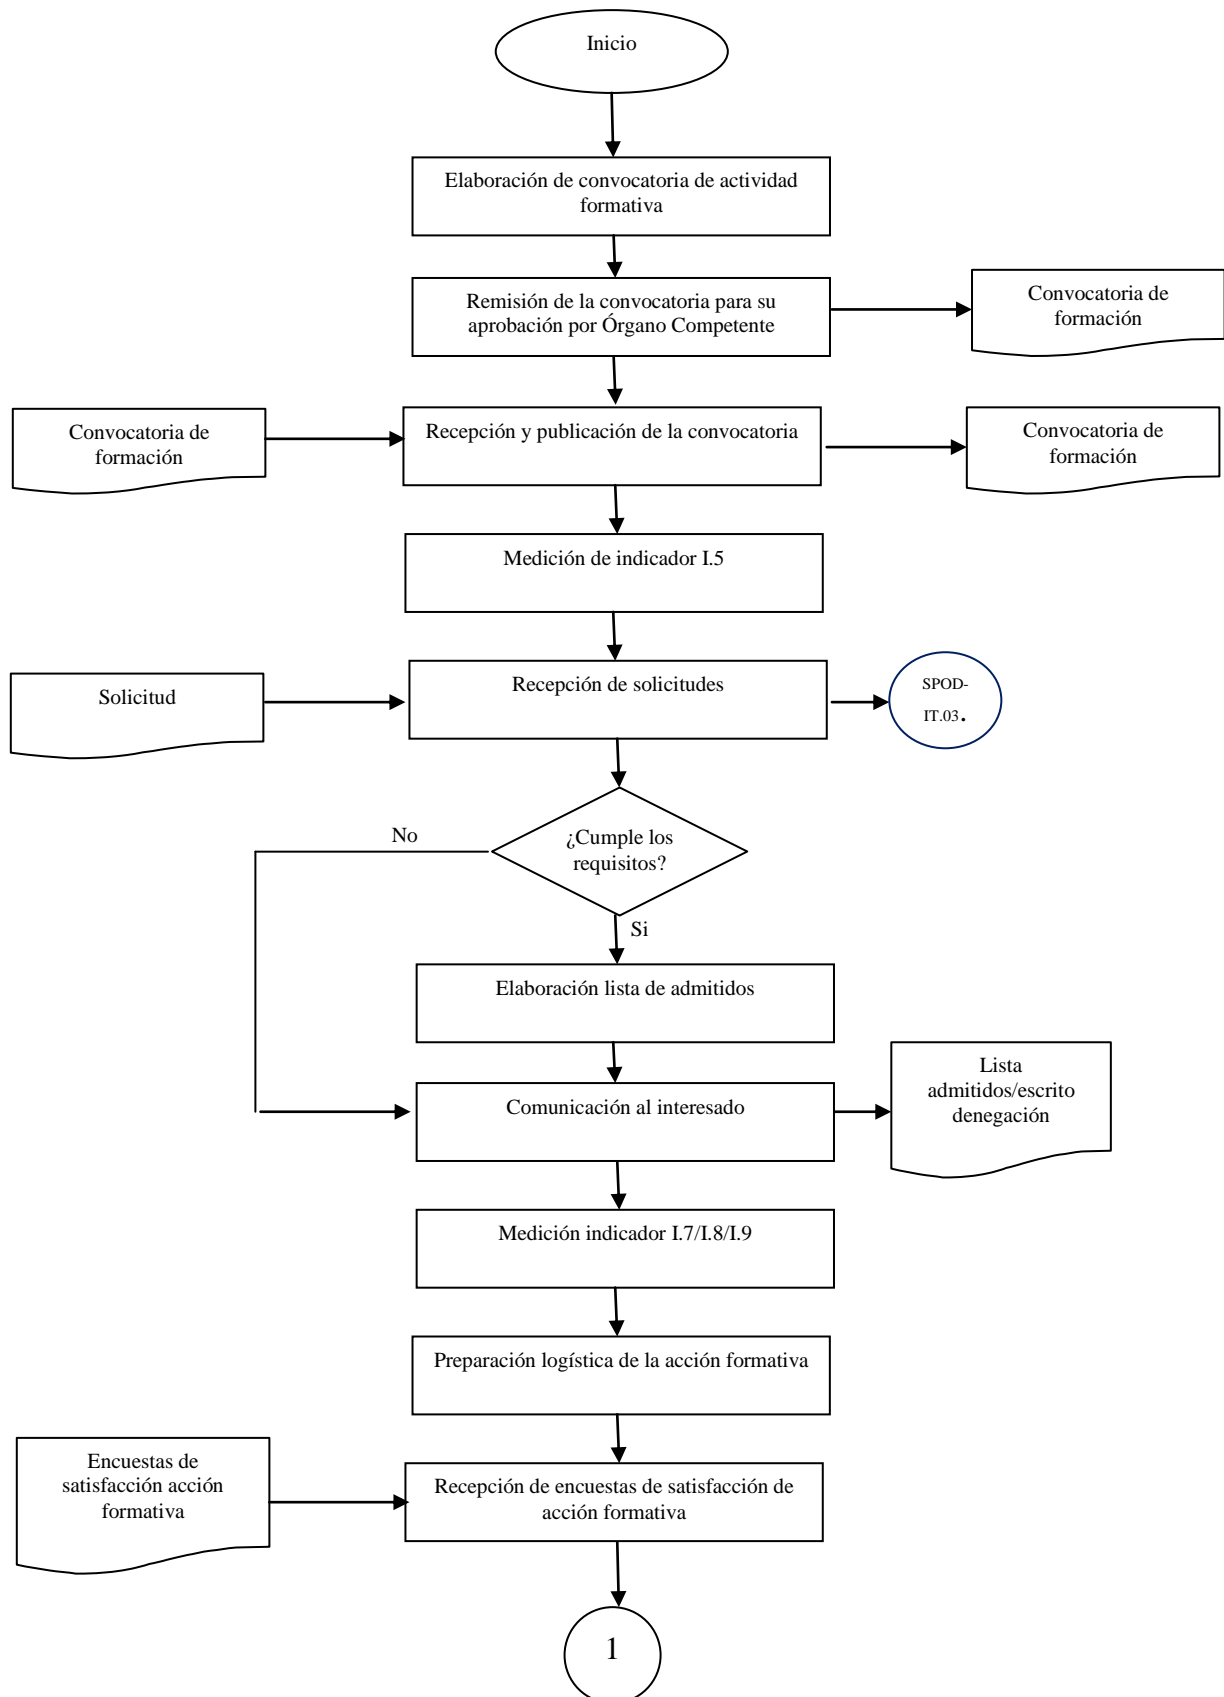 Inicio
Elaboración de convocatoria de actividad
formativa
Remisión de la convocatoria para su
aprobación por Órgano Competente
Convocatoria de
formación
Convocatoria de
formación
Recepción y publicación de la convocatoria
Convocatoria de
formación
Medición de indicador I.5
Solicitud
Recepción de solicitudes
SPOD-
IT.03.
No
¿Cumple los
requisitos?
Si
Elaboración lista de admitidos
Comunicación al interesado
Lista
admitidos/escrito
denegación
Medición indicador I.7/I.8/I.9
Preparación logística de la acción formativa
Encuestas de
satisfacción acción
formativa
Recepción de encuestas de satisfacción de
acción formativa
1